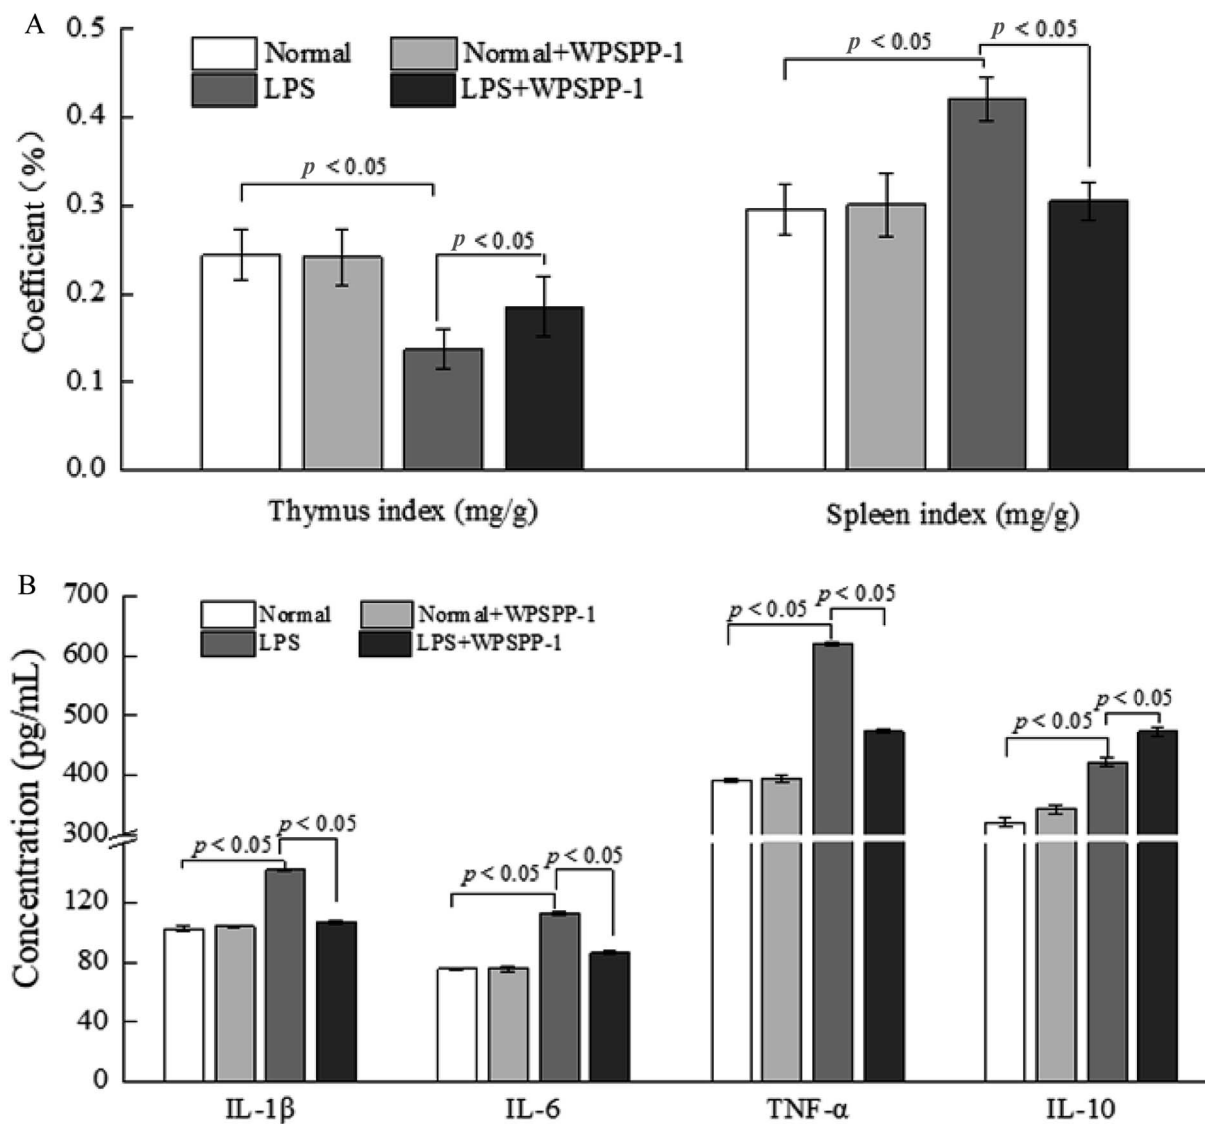 A
0.5
0.4
0.3
0.2
0.1
0.0
Coefficient (%)
Normal
Normal+WPSPP-1
LPS
LPS+WPSPP-1
p < 0.05
p < 0.05
p < 0.05
p < 0.05
Thymus index (mg/g)
Spleen index (mg/g)
B
700
600
500
400
300
120
80
40
0
Concentration (pg/mL)
Normal
Normal+WPSPP-1
LPS
LPS+WPSPP-1
p < 0.05
p < 0.05
p < 0.05
p < 0.05
p < 0.05
p < 0.05
p < 0.05
p < 0.05
IL-1β
IL-6
TNF-α
IL-10